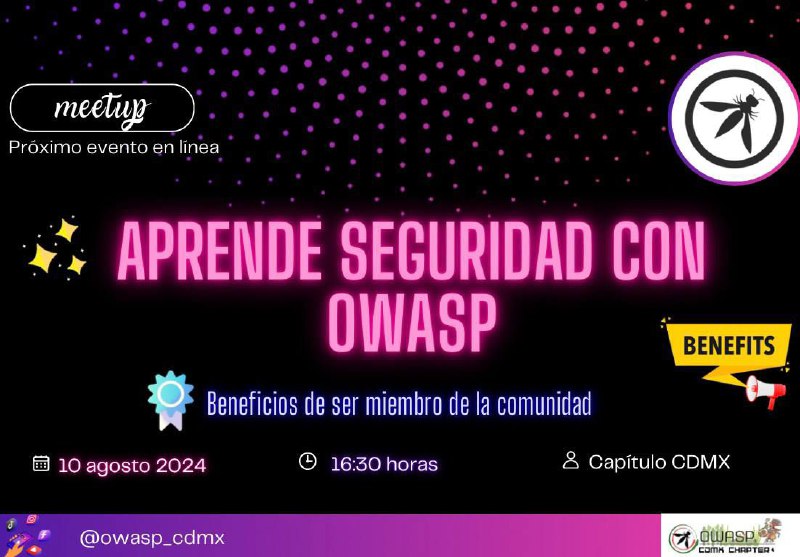 meetup
Próximo evento en línea
APRENDE SEGURIDAD CON
OWASP
BENEFITS
Beneficios de ser miembro de la comunidad
10 agosto 2024
16:30 horas
Capítulo CDMX
@owasp_cdmx
OWASP
CDMX CHAPTER